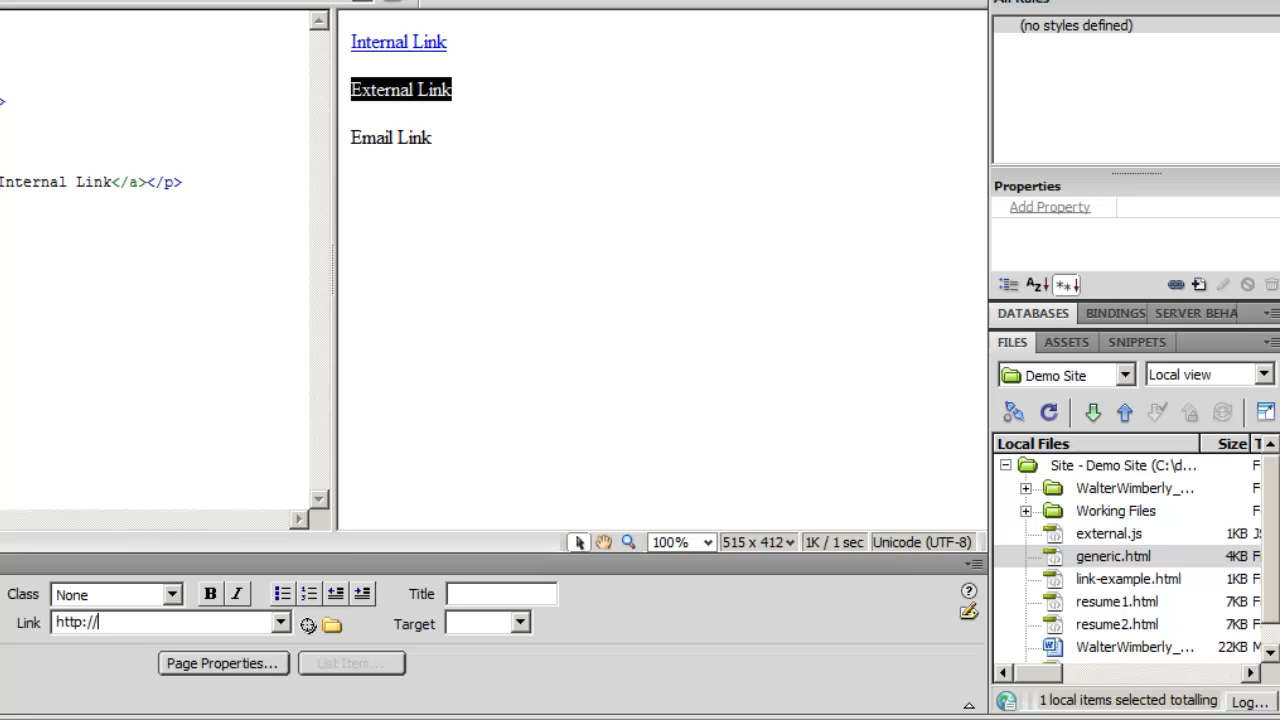 All Rules
(no styles defined)
Internal Link
External Link
Email Link
>
Internal Link</a></p>
Properties
Add Property
A Z
DATABASES BINDINGS SERVER BEHA
FILES ASSETS SNIPPETS
Demo Site Local view
Local Files Size T
Site - Demo Site (C:\d... F
WalterWimberly_... F
Working Files F
external.js 1KB JS
generic.html 4KB F
link-example.html 1KB F
resume1.html 7KB F
resume2.html 7KB F
WalterWimberly_... 22KB M
1 local items selected totalling Log...
100% 515 x 412 1K / 1 sec Unicode (UTF-8)
Class None B I Title
Link http:// Target
Page Properties... List Item...